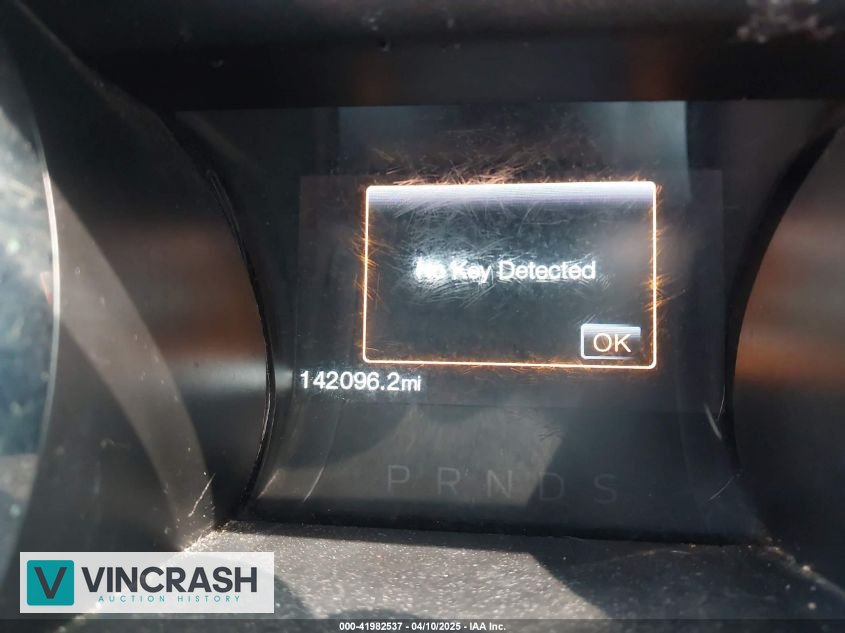 No Key Detected
OK
142096.2mi
P R N D S
VINCRASH
AUCTION HISTORY
000-41982537 - 04/10/2025 - IAA Inc.